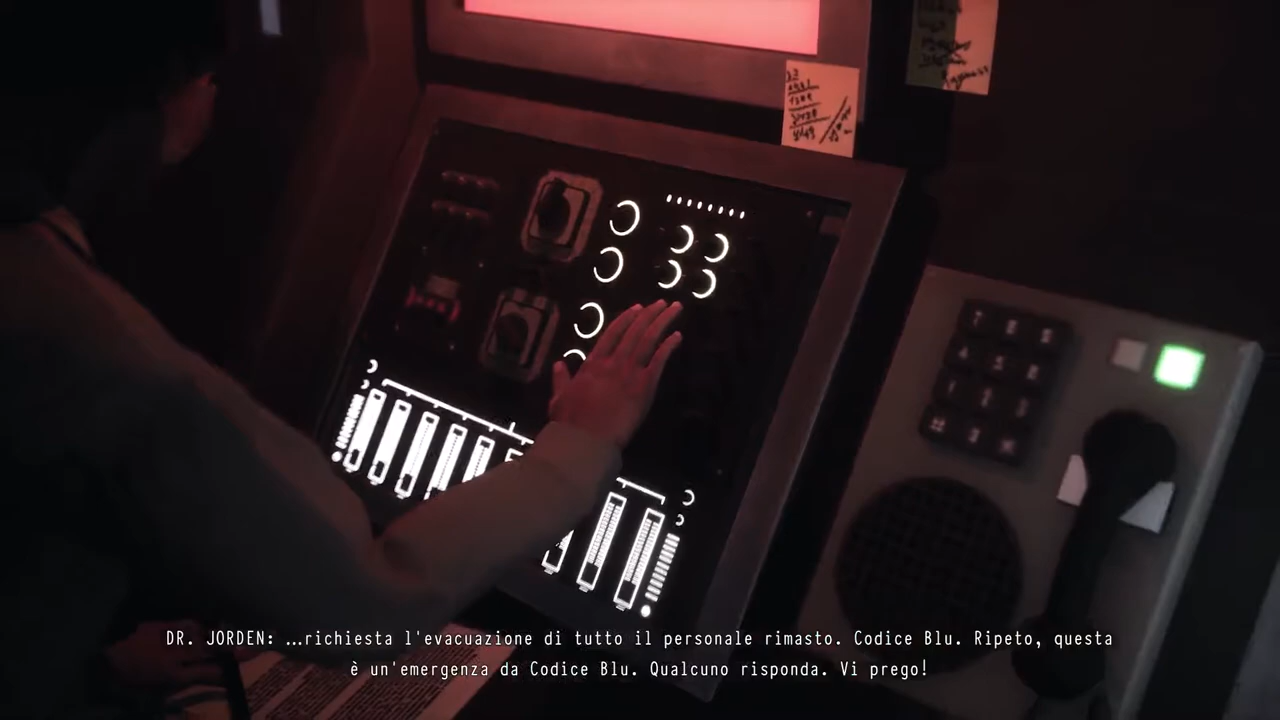 DR. JORDEN: …richiesta l'evacuazione di tutto il personale rimasto. Codice Blu. Ripeto, questa
è un'emergenza da Codice Blu. Qualcuno risponda. Vi prego!